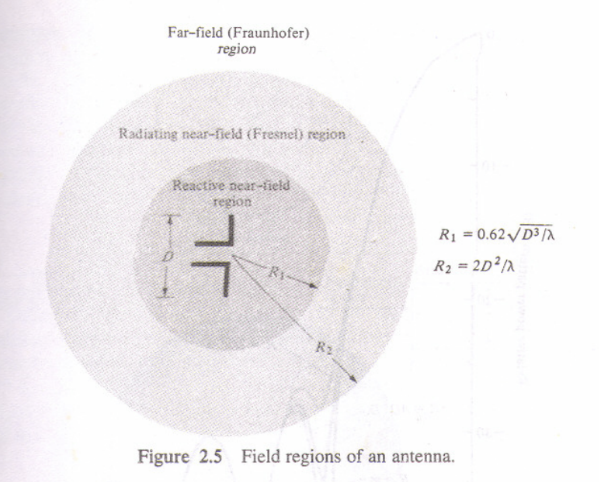 Far-field (Fraunhofer)
region
Radiating near-field (Fresnel) region
Reactive near-field
region
D
R₁
R₂
R₁ = 0.62√D³/λ
R₂ = 2D²/λ
Figure 2.5 Field regions of an antenna.